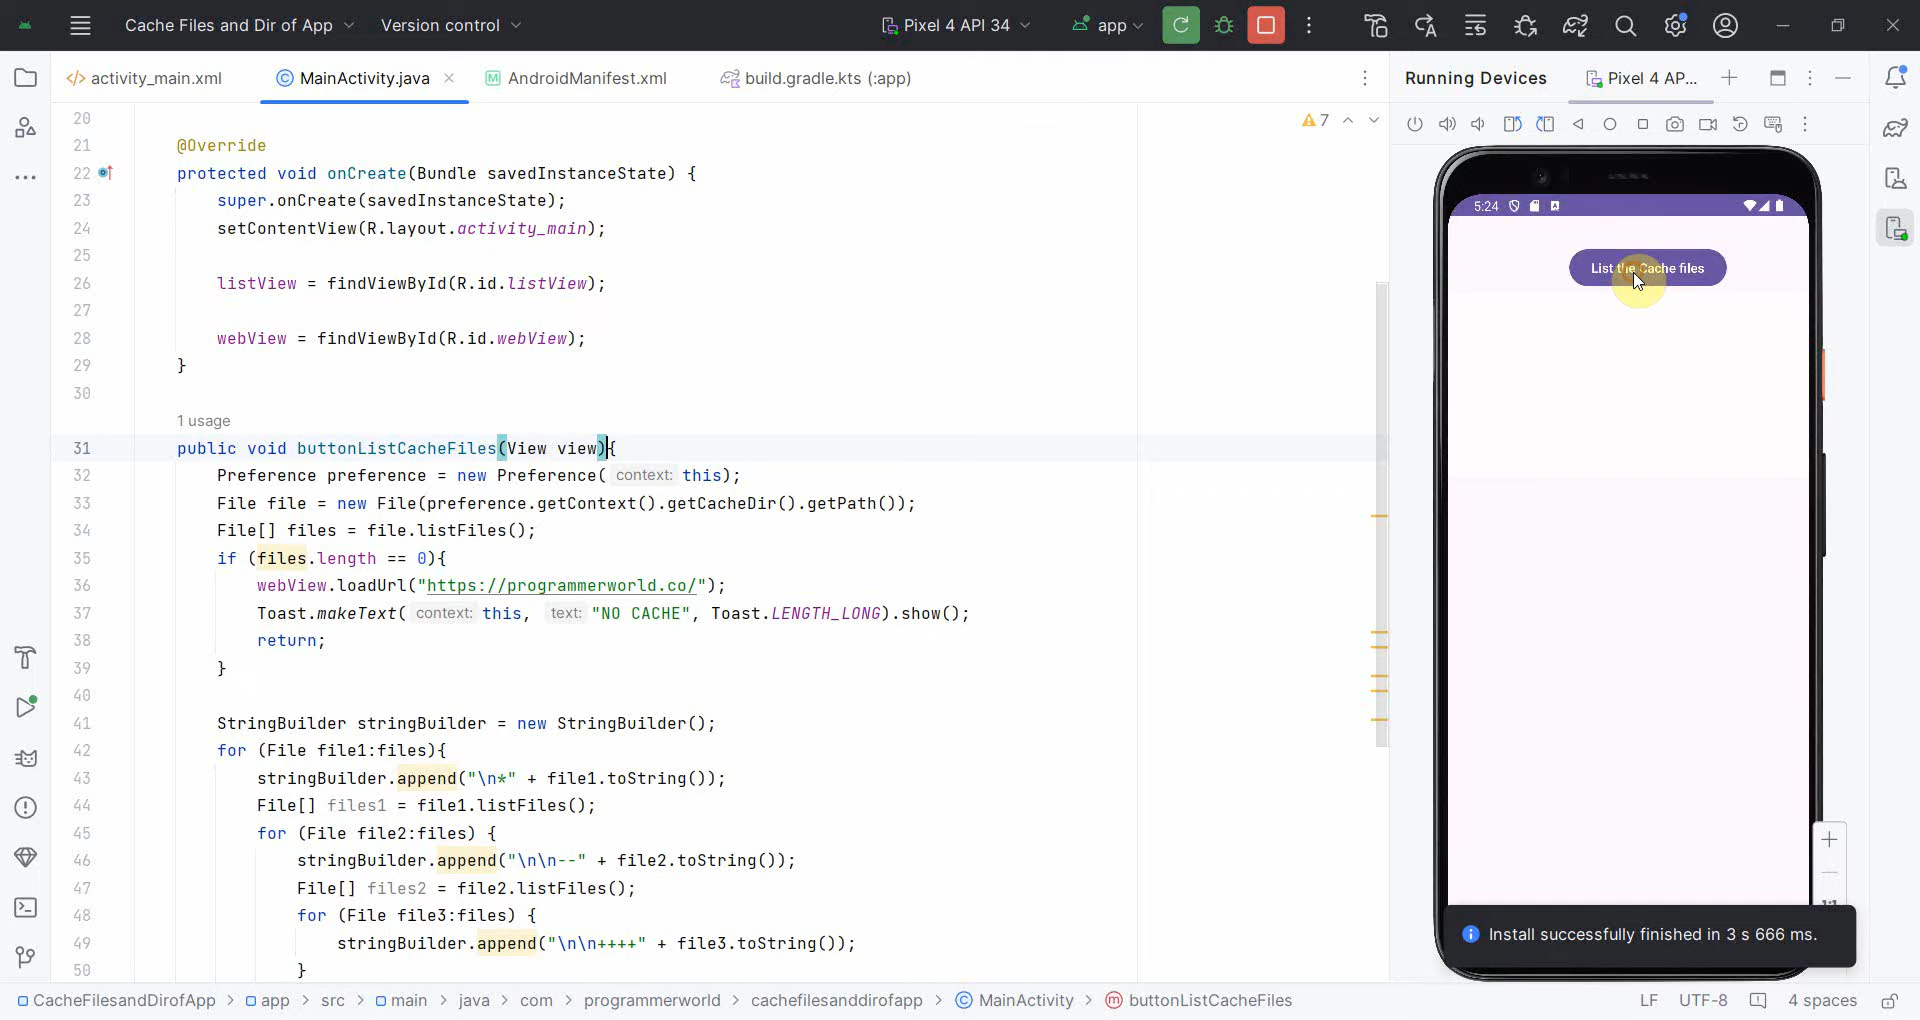 Cache Files and Dir of App
Version control
Pixel 4 API 34
app
activity_main.xml
MainActivity.java
AndroidManifest.xml
build.gradle.kts (:app)
Running Devices
Pixel 4 AP...
7
20
21 @Override
22 protected void onCreate(Bundle savedInstanceState) {
23 super.onCreate(savedInstanceState);
24 setContentView(R.layout.activity_main);
25
26 listView = findViewById(R.id.listView);
27
28 webView = findViewById(R.id.webView);
29 }
30
1 usage
31 public void buttonListCacheFiles(View view){
32 Preference preference = new Preference( context: this);
33 File file = new File(preference.getContext().getCacheDir().getPath());
34 File[] files = file.listFiles();
35 if (files.length == 0){
36 webView.loadUrl("https://programmerworld.co/");
37 Toast.makeText( context: this, text: "NO CACHE", Toast.LENGTH_LONG).show();
38 return;
39 }
40
41 StringBuilder stringBuilder = new StringBuilder();
42 for (File file1:files){
43 stringBuilder.append("\n*" + file1.toString());
44 File[] files1 = file1.listFiles();
45 for (File file2:files) {
46 stringBuilder.append("\n\n--" + file2.toString());
47 File[] files2 = file2.listFiles();
48 for (File file3:files) {
49 stringBuilder.append("\n\n++++" + file3.toString());
50 }
5:24
List the Cache files
Install successfully finished in 3 s 666 ms.
CacheFilesandDirofApp > app > src > main > java > com > programmerworld > cachefilesanddirofapp > MainActivity > buttonListCacheFiles
LF UTF-8 4 spaces